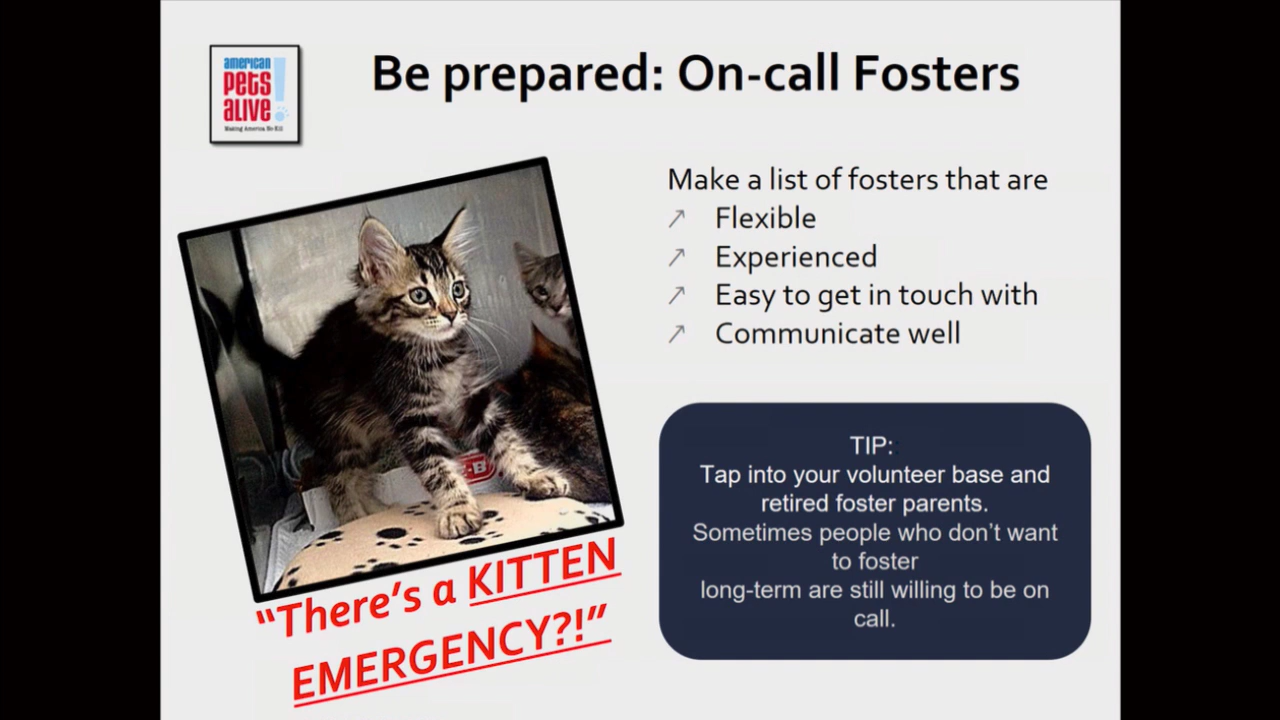 american
PETS
ALIVE!
Making America No Kill
Be prepared: On-call Fosters
Make a list of fosters that are
Flexible
Experienced
Easy to get in touch with
Communicate well
-B
"There's a KITTEN
EMERGENCY?!"
TIP:
Tap into your volunteer base and
retired foster parents.
Sometimes people who don't want
to foster
long-term are still willing to be on
call.